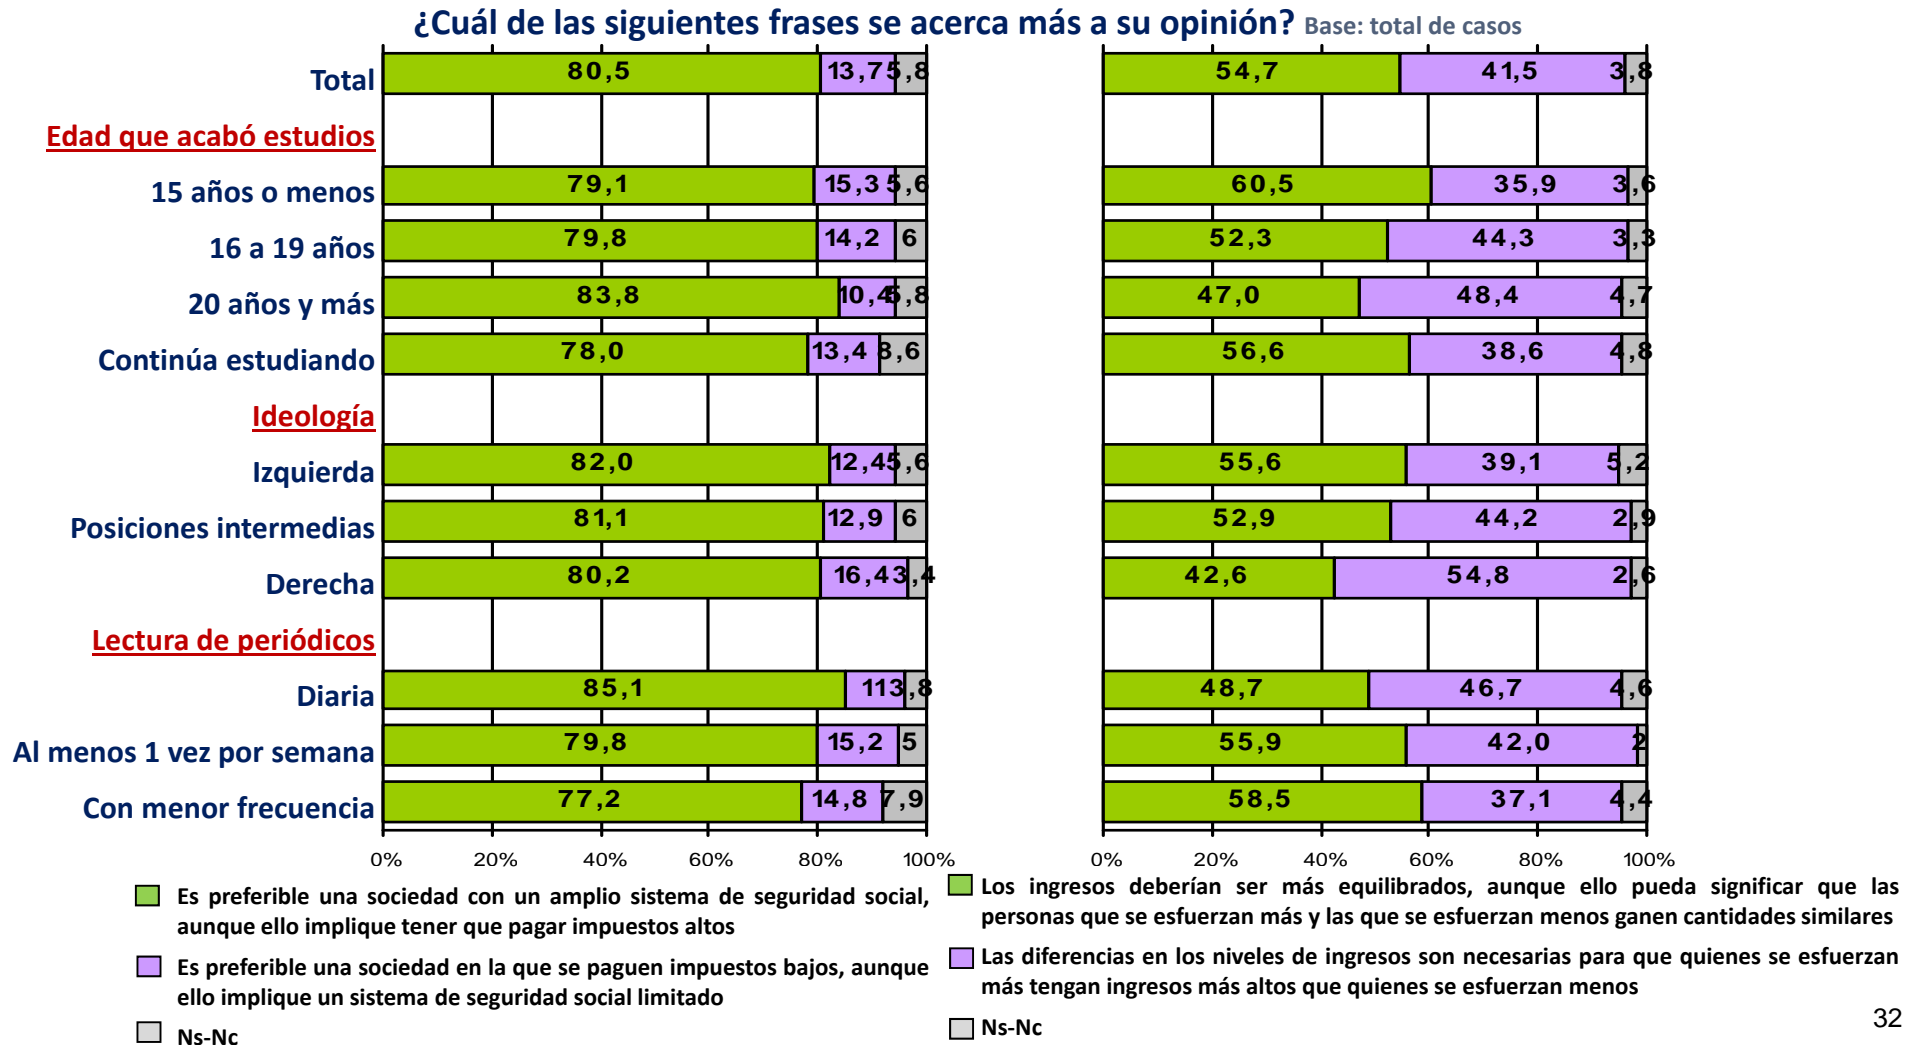 ¿Cuál de las siguientes frases se acerca más a su opinión? Base: total de casos
Total 80,5 13,7 5,8 54,7 41,5 3,8
Edad que acabó estudios
15 años o menos 79,1 15,3 5,6 60,5 35,9 3,6
16 a 19 años 79,8 14,2 6 52,3 44,3 3,3
20 años y más 83,8 10,4 5,8 47,0 48,4 4,7
Continúa estudiando 78,0 13,4 8,6 56,6 38,6 4,8
Ideología
Izquierda 82,0 12,4 5,6 55,6 39,1 5,2
Posiciones intermedias 81,1 12,9 6 52,9 44,2 2,9
Derecha 80,2 16,4 3,4 42,6 54,8 2,6
Lectura de periódicos
Diaria 85,1 11 3,8 48,7 46,7 4,6
Al menos 1 vez por semana 79,8 15,2 5 55,9 42,0 2
Con menor frecuencia 77,2 14,8 7,9 58,5 37,1 4,4
0% 20% 40% 60% 80% 100% 0% 20% 40% 60% 80% 100%
Es preferible una sociedad con un amplio sistema de seguridad social,
aunque ello implique tener que pagar impuestos altos
Es preferible una sociedad en la que se paguen impuestos bajos, aunque
ello implique un sistema de seguridad social limitado
Ns-Nc
Los ingresos deberían ser más equilibrados, aunque ello pueda significar que las
personas que se esfuerzan más y las que se esfuerzan menos ganen cantidades similares
Las diferencias en los niveles de ingresos son necesarias para que quienes se esfuerzan
más tengan ingresos más altos que quienes se esfuerzan menos
Ns-Nc
32